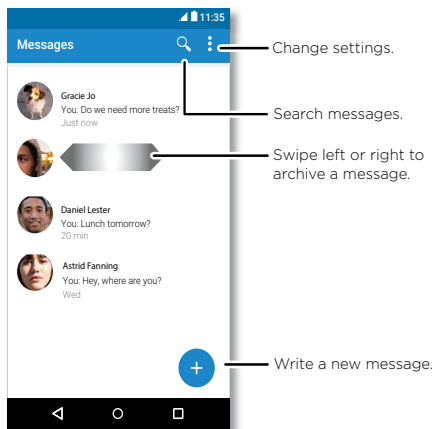 11:35
Messages
Change settings.
Gracie Jo
You: Do we need more treats?
Just now
Search messages.
Swipe left or right to
archive a message.
Daniel Lester
You: Lunch tomorrow?
20 min
Astrid Fanning
You: Hey, where are you?
Wed
Write a new message.